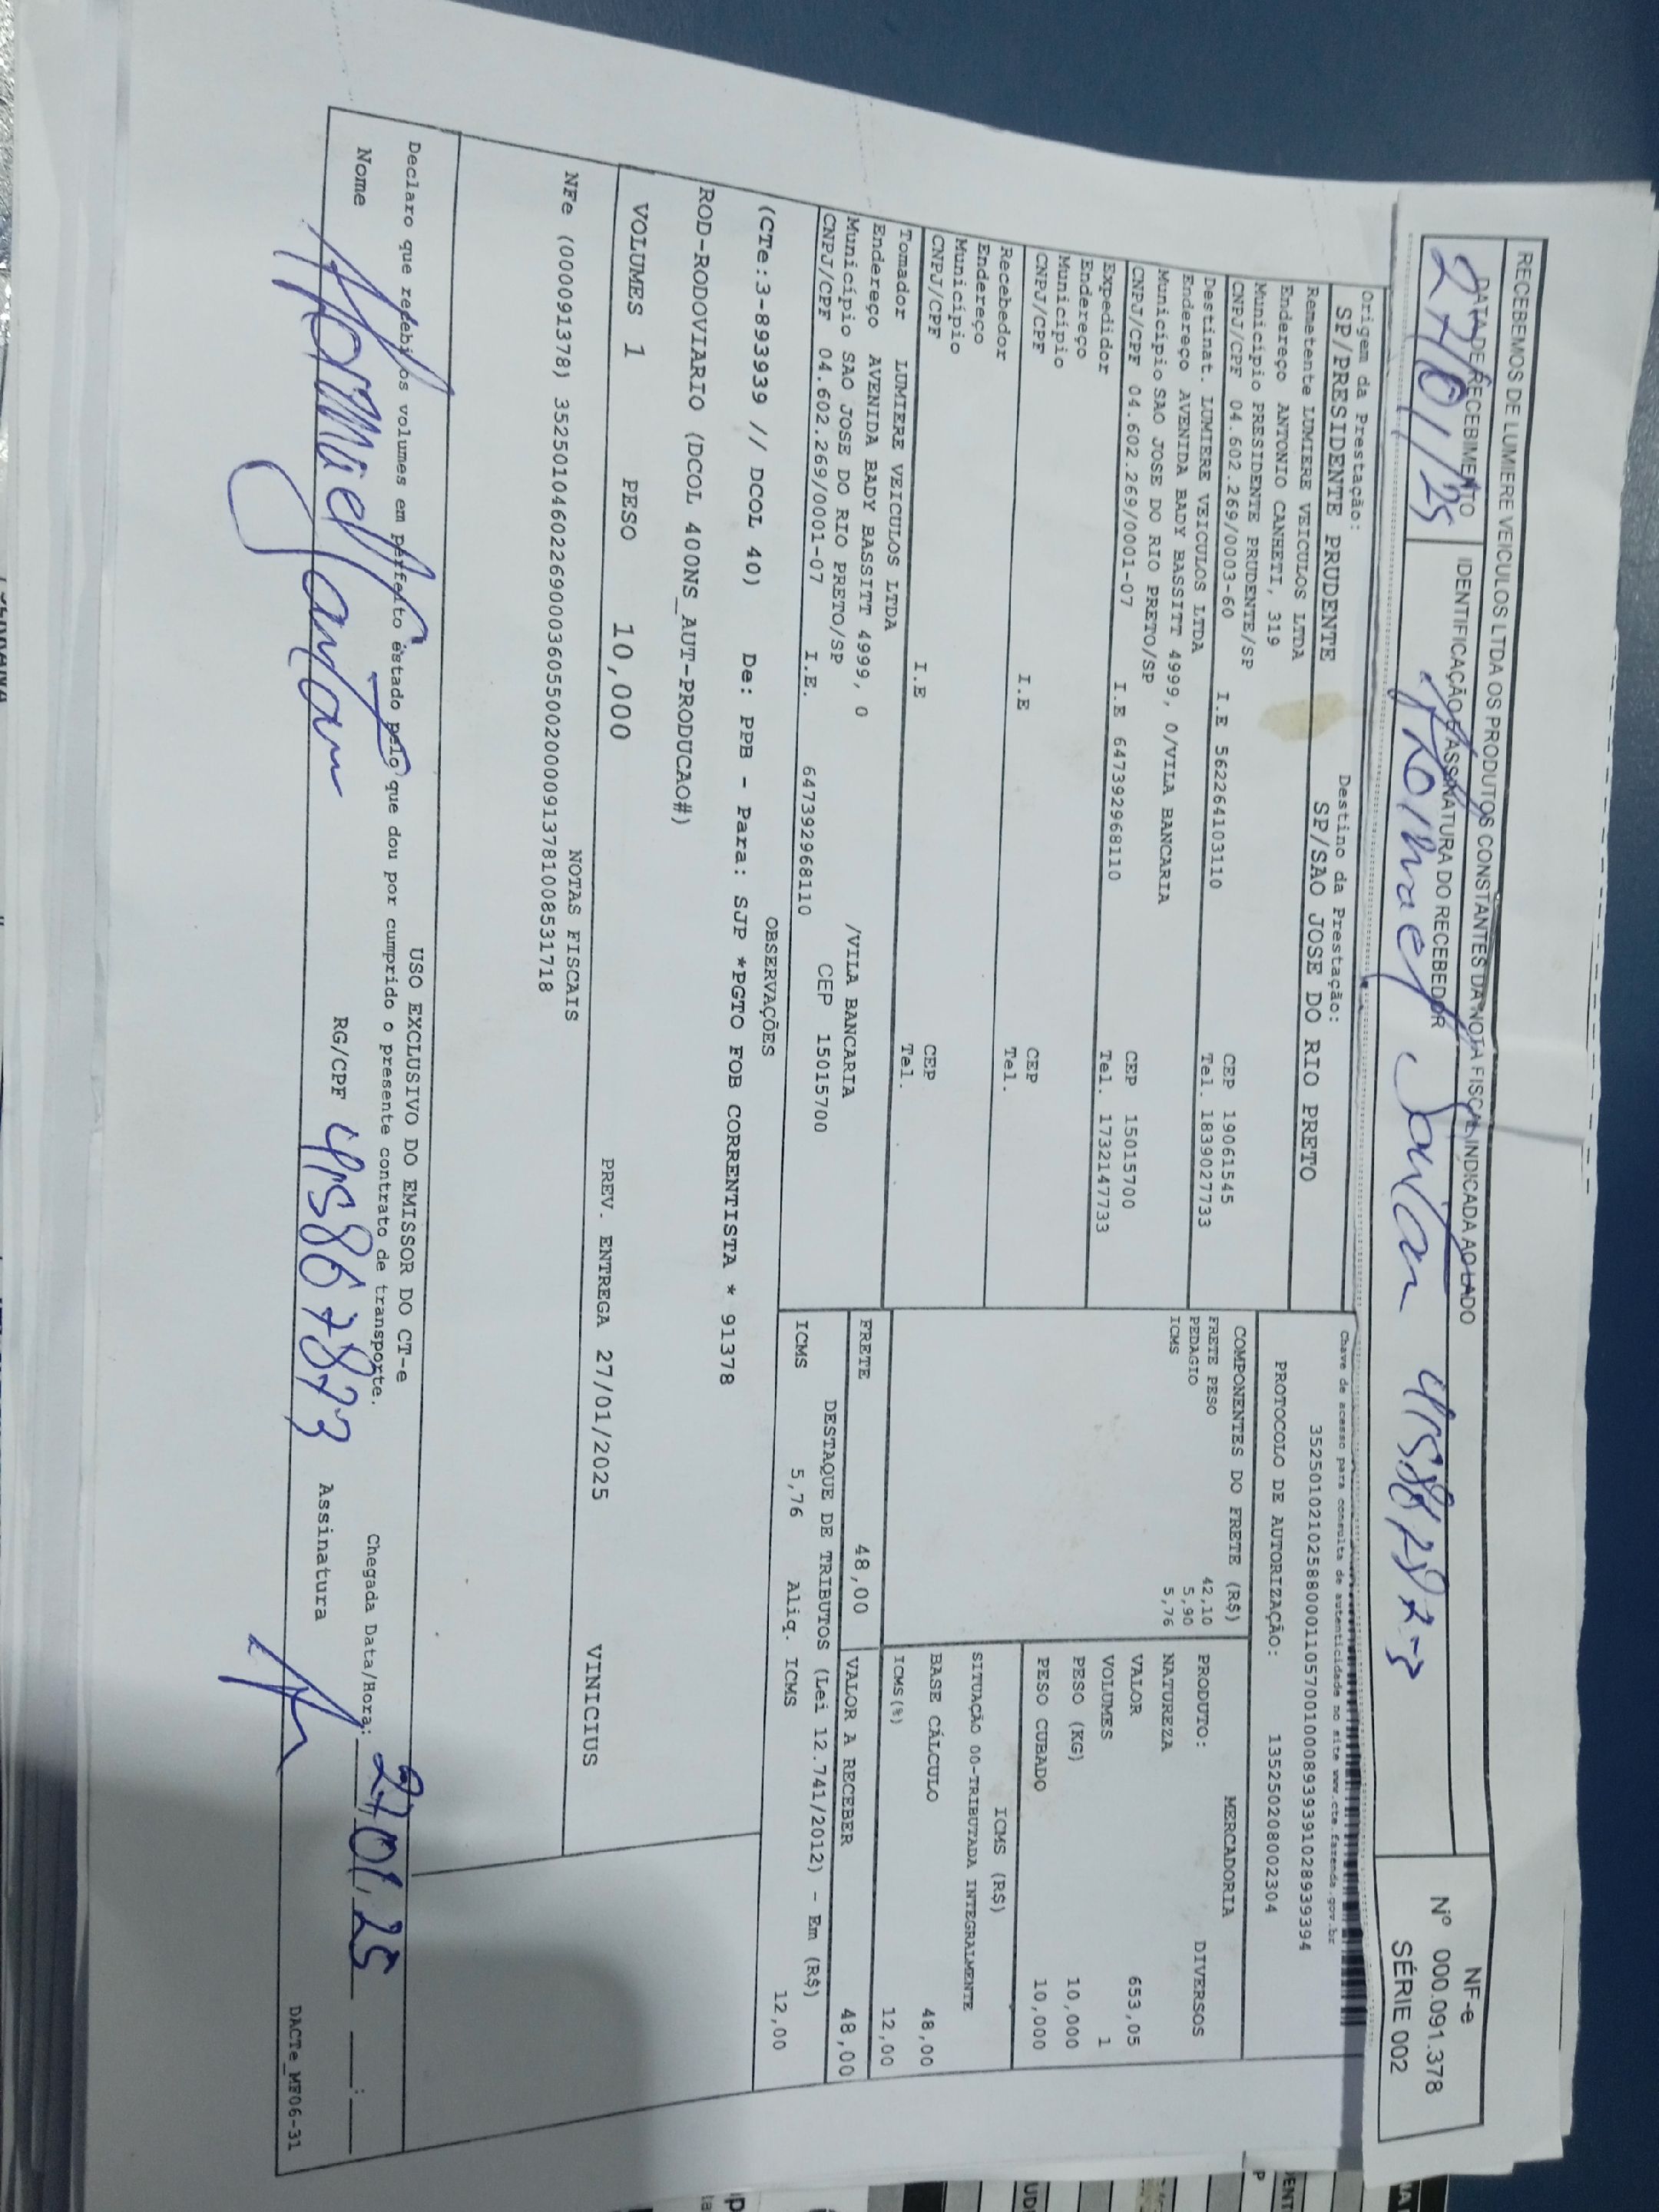 RECEBEMOS DE LUMIERE VEICULOS LTDA OS PRODUTOS CONSTANTES DA NOTA FISCAL INDICADA AO LADO
DATA DE RECEBIMENTO
IDENTIFICAÇÃO E ASSINATURA DO RECEBEDOR
27/01/25
NF-e
Nº 000.091.378
SÉRIE 002
Origem da Prestação:
SP/PRESIDENTE PRUDENTE
Destino da Prestação:
SP/SAO JOSE DO RIO PRETO
Remetente LUMIERE VEICULOS LTDA
Endereço ANTONIO CANHETI, 319
Município PRESIDENTE PRUDENTE/SP CEP 19061545
CNPJ/CPF 04.602.269/0003-60 I.E 562264103110 Tel. 1839027733
Destinat. LUMIERE VEICULOS LTDA
Endereço AVENIDA BADY BASSITT 4999, 0/VILA BANCARIA
Município SAO JOSE DO RIO PRETO/SP CEP 15015700
CNPJ/CPF 04.602.269/0001-07 I.E 647392968110 Tel. 1732147733
Expedidor
Endereço
Município CEP
CNPJ/CPF I.E Tel.
Recebedor
Endereço
Município CEP
CNPJ/CPF I.E Tel.
Tomador LUMIERE VEICULOS LTDA
Endereço AVENIDA BADY BASSITT 4999, 0 /VILA BANCARIA
Município SAO JOSE DO RIO PRETO/SP CEP 15015700
CNPJ/CPF 04.602.269/0001-07 I.E. 647392968110
Chave de acesso para consulta de autenticidade no site www.cte.fazenda.gov.br
35250102102588000110570010008939391028939394
PROTOCOLO DE AUTORIZAÇÃO: 135250208002304
COMPONENTES DO FRETE (R$)
FRETE PESO 42,10
PEDAGIO 5,90
ICMS 5,76
MERCADORIA
PRODUTO: DIVERSOS
NATUREZA
VALOR 653,05
VOLUMES 1
PESO (KG) 10,000
PESO CUBADO 10,000
ICMS (R$)
SITUAÇÃO 00-TRIBUTADA INTEGRALMENTE
BASE CÁLCULO 48,00
ICMS(%) 12,00
FRETE 48,00
VALOR A RECEBER 48,00
DESTAQUE DE TRIBUTOS (Lei 12.741/2012) - Em (R$)
ICMS 5,76 Aliq. ICMS 12,00
OBSERVAÇÕES
(CTe:3-893939 // DCOL 40) De: PPB - Para: SJP *PGTO FOB CORRENTISTA * 91378
ROD-RODOVIARIO (DCOL 400NS_AUT-PRODUCAO#)
VOLUMES 1 PESO 10,000 PREV. ENTREGA 27/01/2025 VINICIUS
NOTAS FISCAIS
NFe (000091378) 35250104602269000360550020000913781008531718
USO EXCLUSIVO DO EMISSOR DO CT-e
Declaro que recebi os volumes em perfeito estado pelo que dou por cumprido o presente contrato de transporte.
Chegada Data/Hora: 27 01 25 __:__
Nome
RG/CPF
Assinatura
DACTe_MF06-31